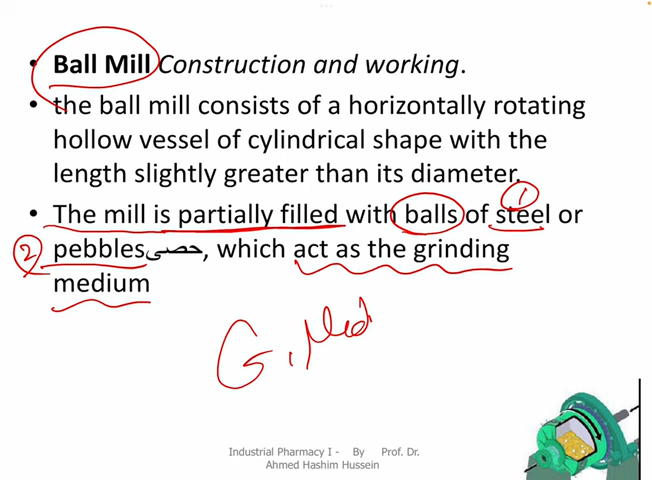 • Ball Mill Construction and working.
• the ball mill consists of a horizontally rotating
hollow vessel of cylindrical shape with the
length slightly greater than its diameter.
1
• The mill is partially filled with balls of steel or
2 pebblesحصى, which act as the grinding
medium
G. Med
Industrial Pharmacy I - By Prof. Dr.
Ahmed Hashim Hussein